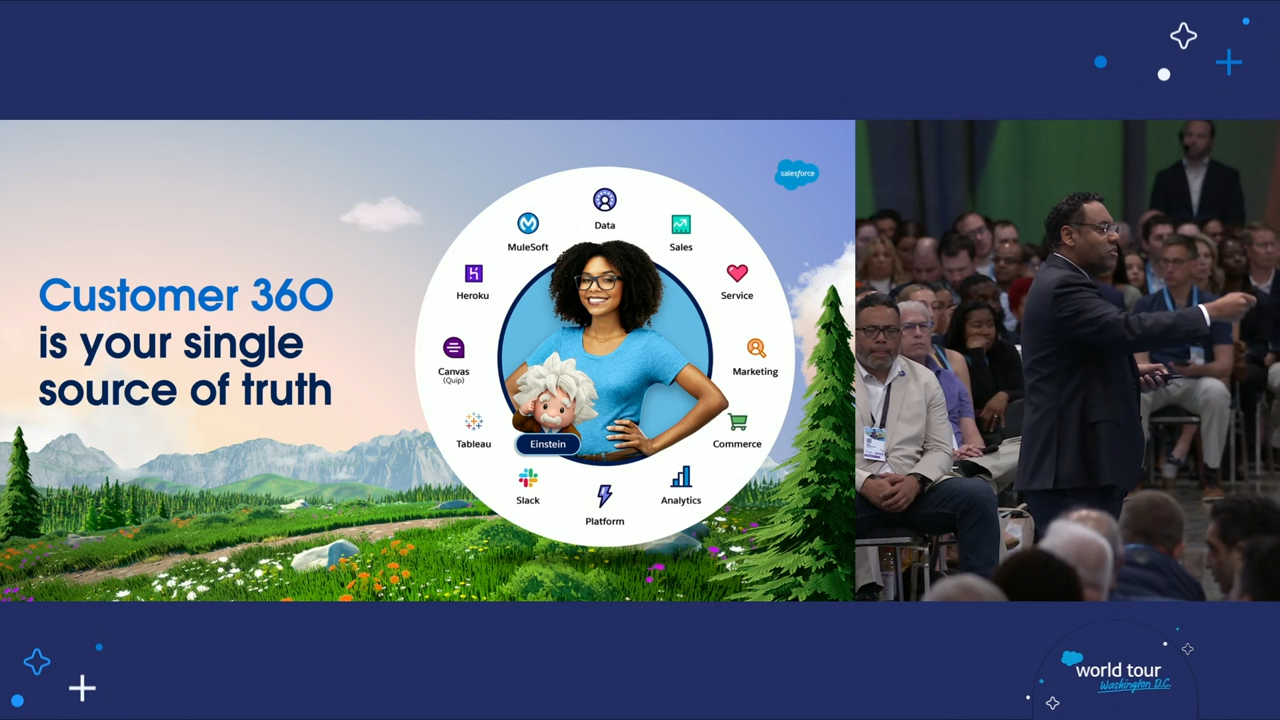 salesforce
Customer 360
is your single
source of truth
Data
Sales
Service
Marketing
Commerce
Analytics
Platform
Slack
Tableau
Canvas
(Quip)
Heroku
MuleSoft
Einstein
world tour
Washington D.C.